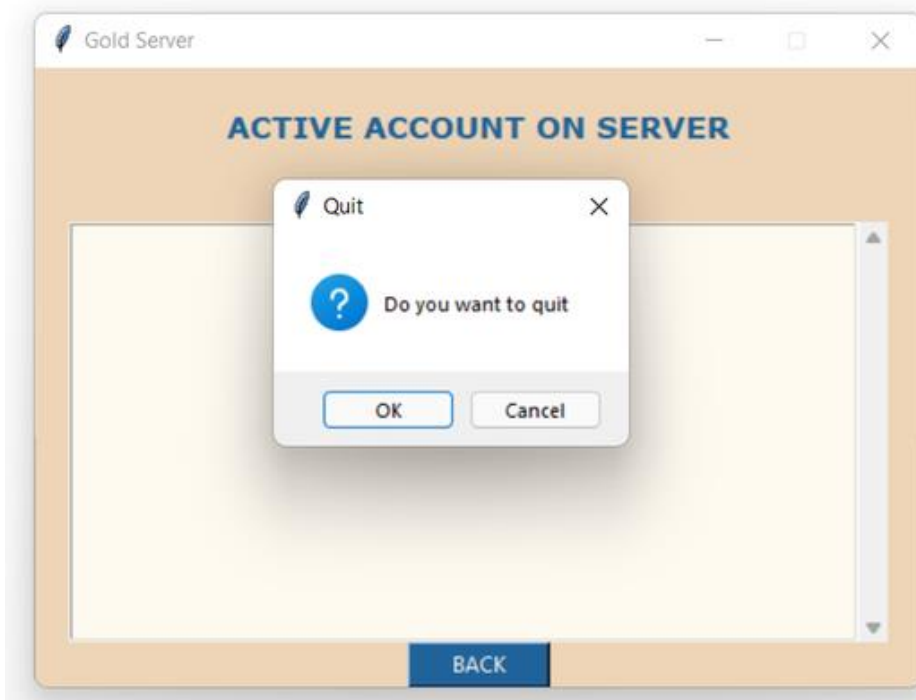 Gold Server
ACTIVE ACCOUNT ON SERVER
Quit
Do you want to quit
OK
Cancel
BACK